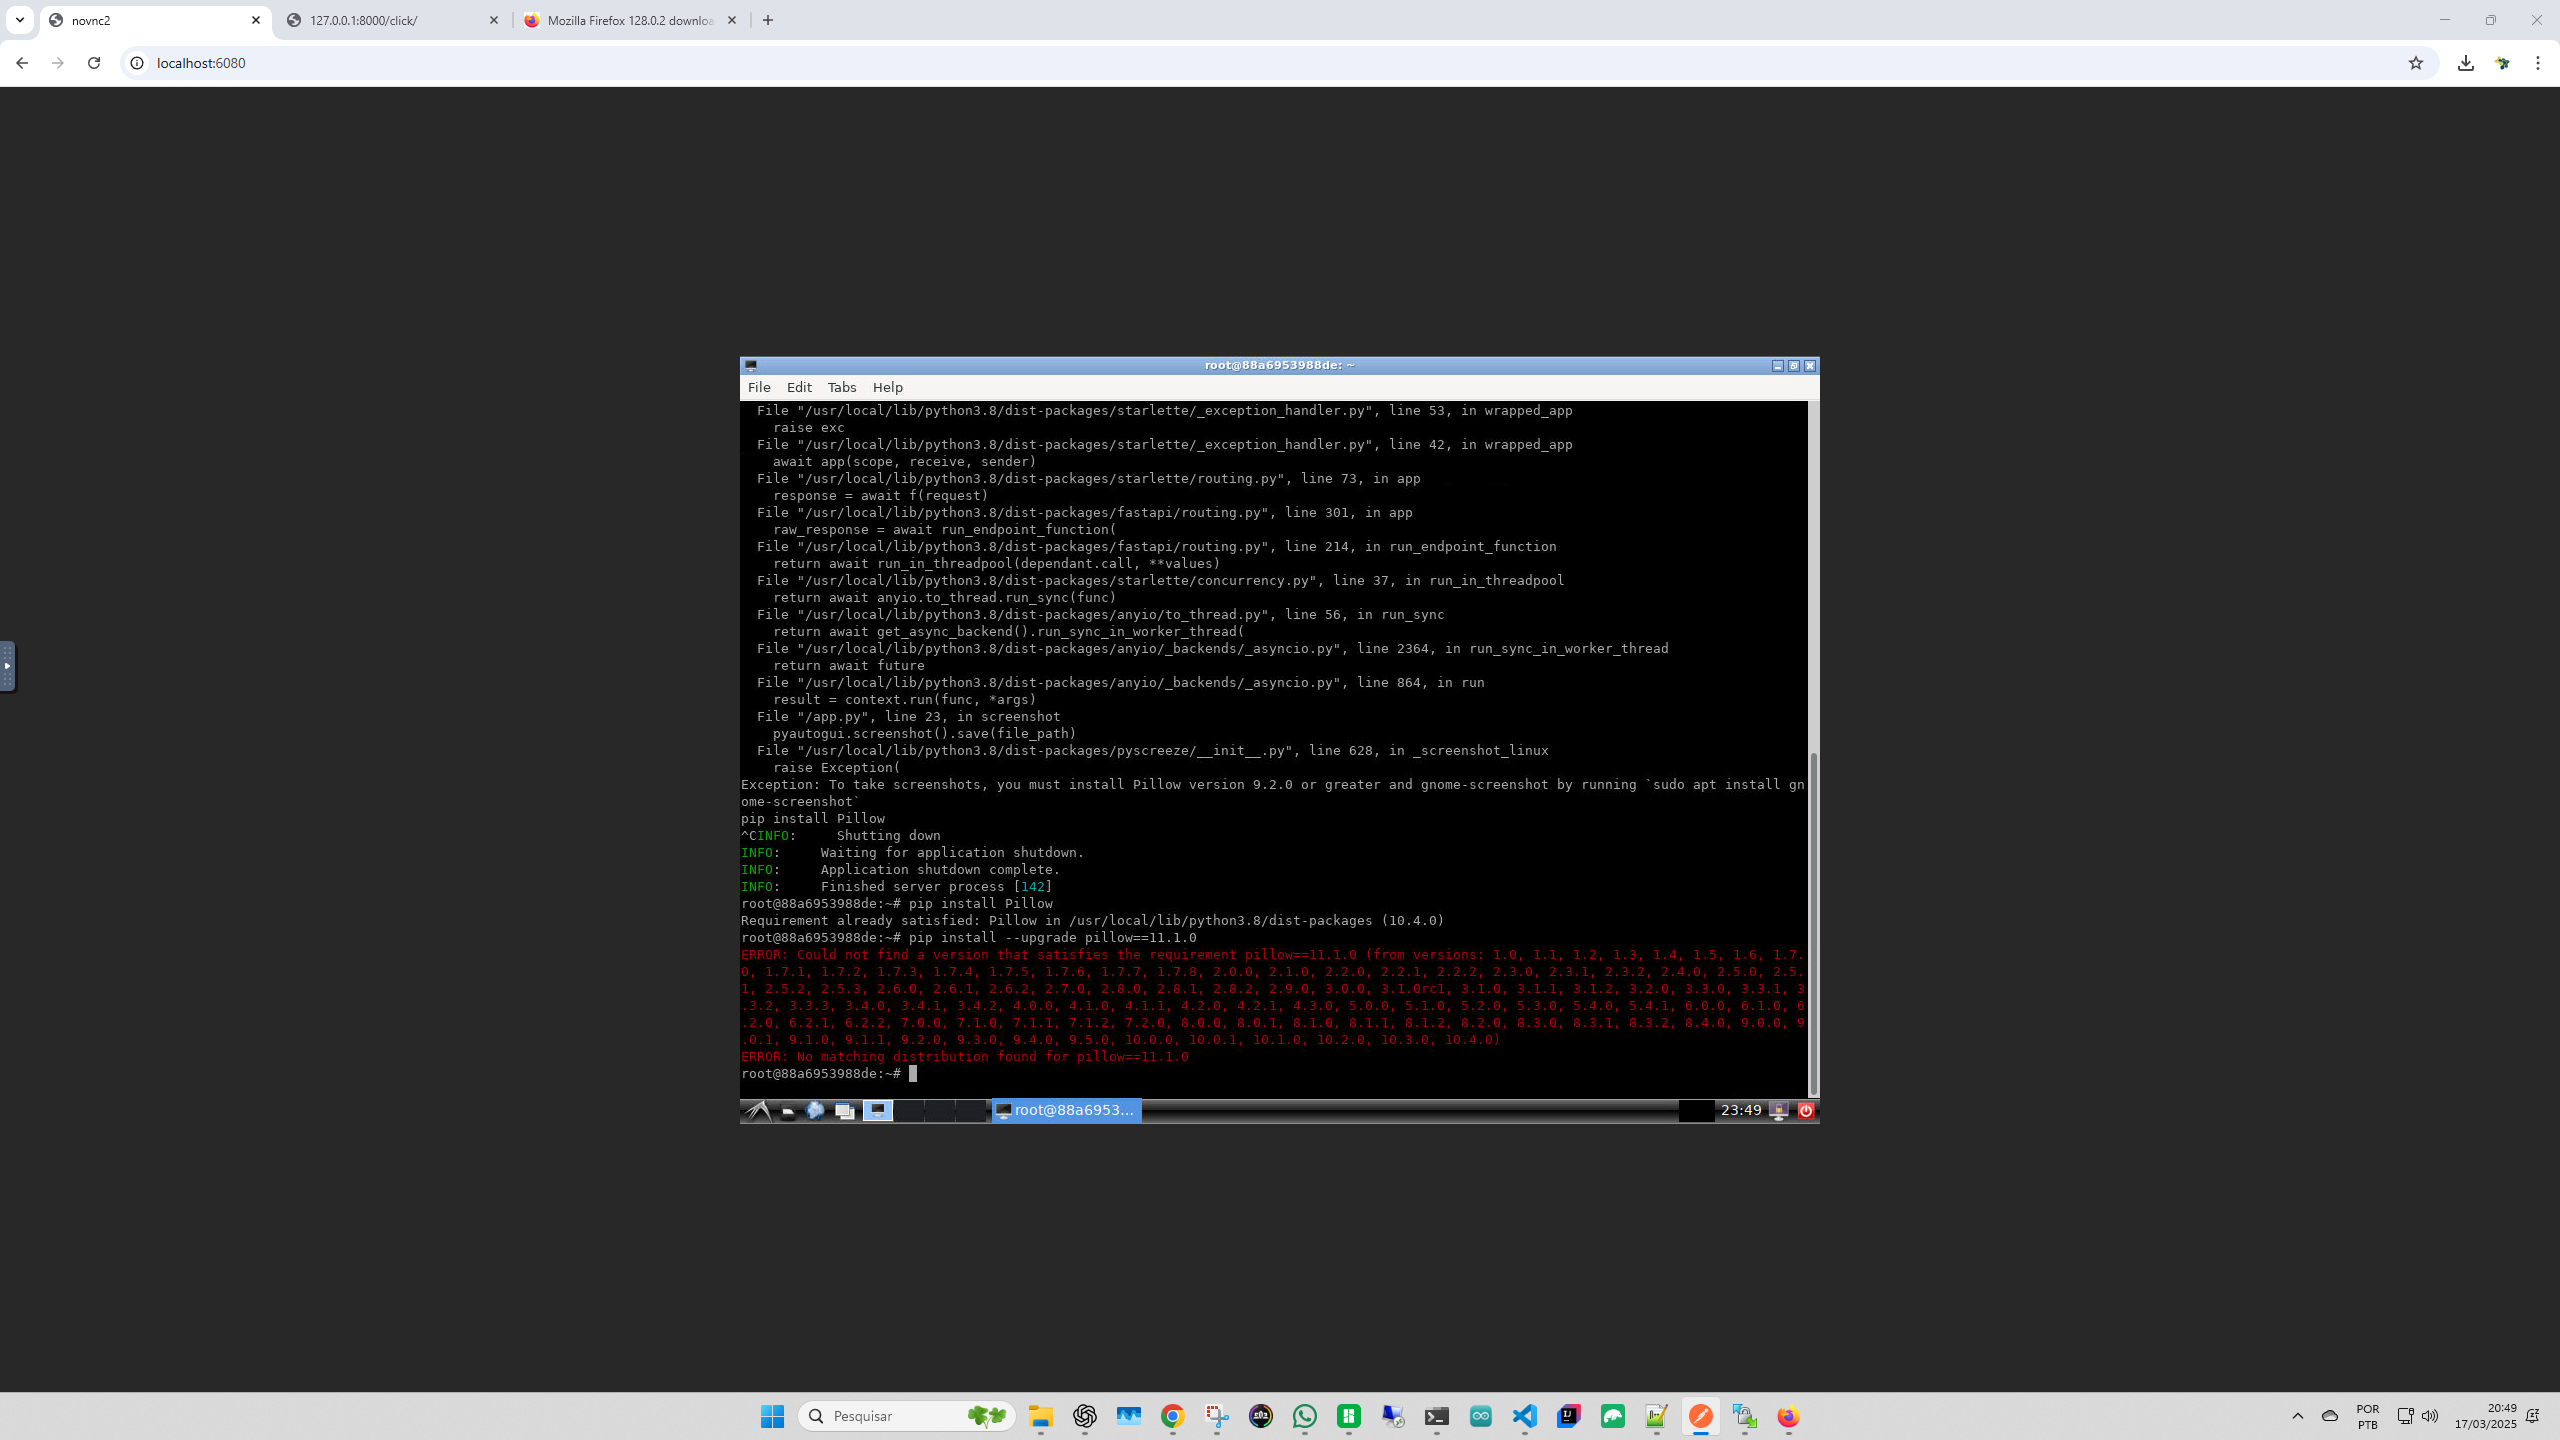 novnc2
127.0.0.1:8000/click/
Mozilla Firefox 128.0.2 downloa
localhost:6080
root@88a6953988de: ~
File Edit Tabs Help
File "/usr/local/lib/python3.8/dist-packages/starlette/_exception_handler.py", line 53, in wrapped_app
raise exc
File "/usr/local/lib/python3.8/dist-packages/starlette/_exception_handler.py", line 42, in wrapped_app
await app(scope, receive, sender)
File "/usr/local/lib/python3.8/dist-packages/starlette/routing.py", line 73, in app
response = await f(request)
File "/usr/local/lib/python3.8/dist-packages/fastapi/routing.py", line 301, in app
raw_response = await run_endpoint_function(
File "/usr/local/lib/python3.8/dist-packages/fastapi/routing.py", line 214, in run_endpoint_function
return await run_in_threadpool(dependant.call, **values)
File "/usr/local/lib/python3.8/dist-packages/starlette/concurrency.py", line 37, in run_in_threadpool
return await anyio.to_thread.run_sync(func)
File "/usr/local/lib/python3.8/dist-packages/anyio/to_thread.py", line 56, in run_sync
return await get_async_backend().run_sync_in_worker_thread(
File "/usr/local/lib/python3.8/dist-packages/anyio/_backends/_asyncio.py", line 2364, in run_sync_in_worker_thread
return await future
File "/usr/local/lib/python3.8/dist-packages/anyio/_backends/_asyncio.py", line 864, in run
result = context.run(func, *args)
File "/app.py", line 23, in screenshot
pyautogui.screenshot().save(file_path)
File "/usr/local/lib/python3.8/dist-packages/pyscreeze/__init__.py", line 628, in _screenshot_linux
raise Exception(
Exception: To take screenshots, you must install Pillow version 9.2.0 or greater and gnome-screenshot by running `sudo apt install gn
ome-screenshot`
pip install Pillow
^CINFO:     Shutting down
INFO:     Waiting for application shutdown.
INFO:     Application shutdown complete.
INFO:     Finished server process [142]
root@88a6953988de:~# pip install Pillow
Requirement already satisfied: Pillow in /usr/local/lib/python3.8/dist-packages (10.4.0)
root@88a6953988de:~# pip install --upgrade pillow==11.1.0
ERROR: Could not find a version that satisfies the requirement pillow==11.1.0 (from versions: 1.0, 1.1, 1.2, 1.3, 1.4, 1.5, 1.6, 1.7.
0, 1.7.1, 1.7.2, 1.7.3, 1.7.4, 1.7.5, 1.7.6, 1.7.7, 1.7.8, 2.0.0, 2.1.0, 2.2.0, 2.2.1, 2.2.2, 2.3.0, 2.3.1, 2.3.2, 2.4.0, 2.5.0, 2.5.
1, 2.5.2, 2.5.3, 2.6.0, 2.6.1, 2.6.2, 2.7.0, 2.8.0, 2.8.1, 2.8.2, 2.9.0, 3.0.0, 3.1.0rc1, 3.1.0, 3.1.1, 3.1.2, 3.2.0, 3.3.0, 3.3.1, 3
.3.2, 3.3.3, 3.4.0, 3.4.1, 3.4.2, 4.0.0, 4.1.0, 4.1.1, 4.2.0, 4.2.1, 4.3.0, 5.0.0, 5.1.0, 5.2.0, 5.3.0, 5.4.0, 5.4.1, 6.0.0, 6.1.0, 6
.2.0, 6.2.1, 6.2.2, 7.0.0, 7.1.0, 7.1.1, 7.1.2, 7.2.0, 8.0.0, 8.0.1, 8.1.0, 8.1.1, 8.1.2, 8.2.0, 8.3.0, 8.3.1, 8.3.2, 8.4.0, 9.0.0, 9
.0.1, 9.1.0, 9.1.1, 9.2.0, 9.3.0, 9.4.0, 9.5.0, 10.0.0, 10.0.1, 10.1.0, 10.2.0, 10.3.0, 10.4.0)
ERROR: No matching distribution found for pillow==11.1.0
root@88a6953988de:~#
root@88a6953...
23:49
Pesquisar
POR
PTB
20:49
17/03/2025